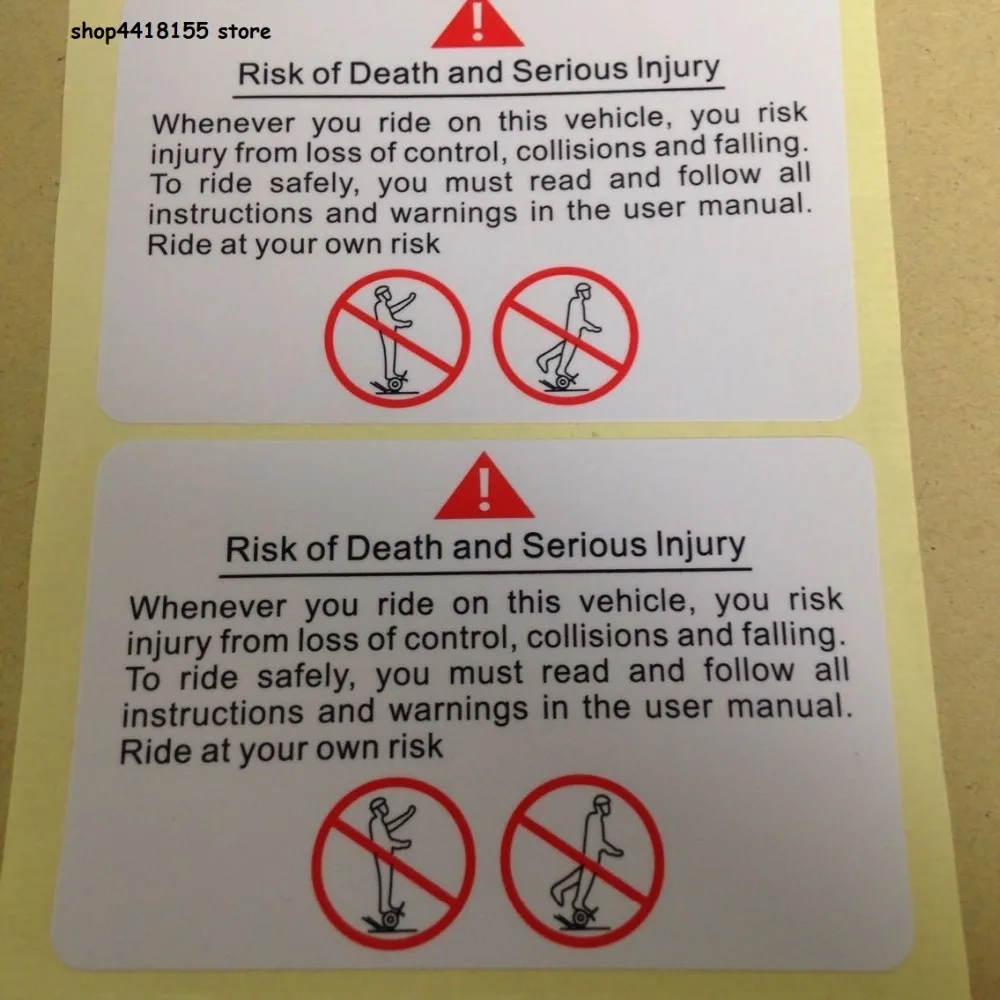 shop4418155 store
!
Risk of Death and Serious Injury
Whenever you ride on this vehicle, you risk
injury from loss of control, collisions and falling.
To ride safely, you must read and follow all
instructions and warnings in the user manual.
Ride at your own risk
!
Risk of Death and Serious Injury
Whenever you ride on this vehicle, you risk
injury from loss of control, collisions and falling.
To ride safely, you must read and follow all
instructions and warnings in the user manual.
Ride at your own risk